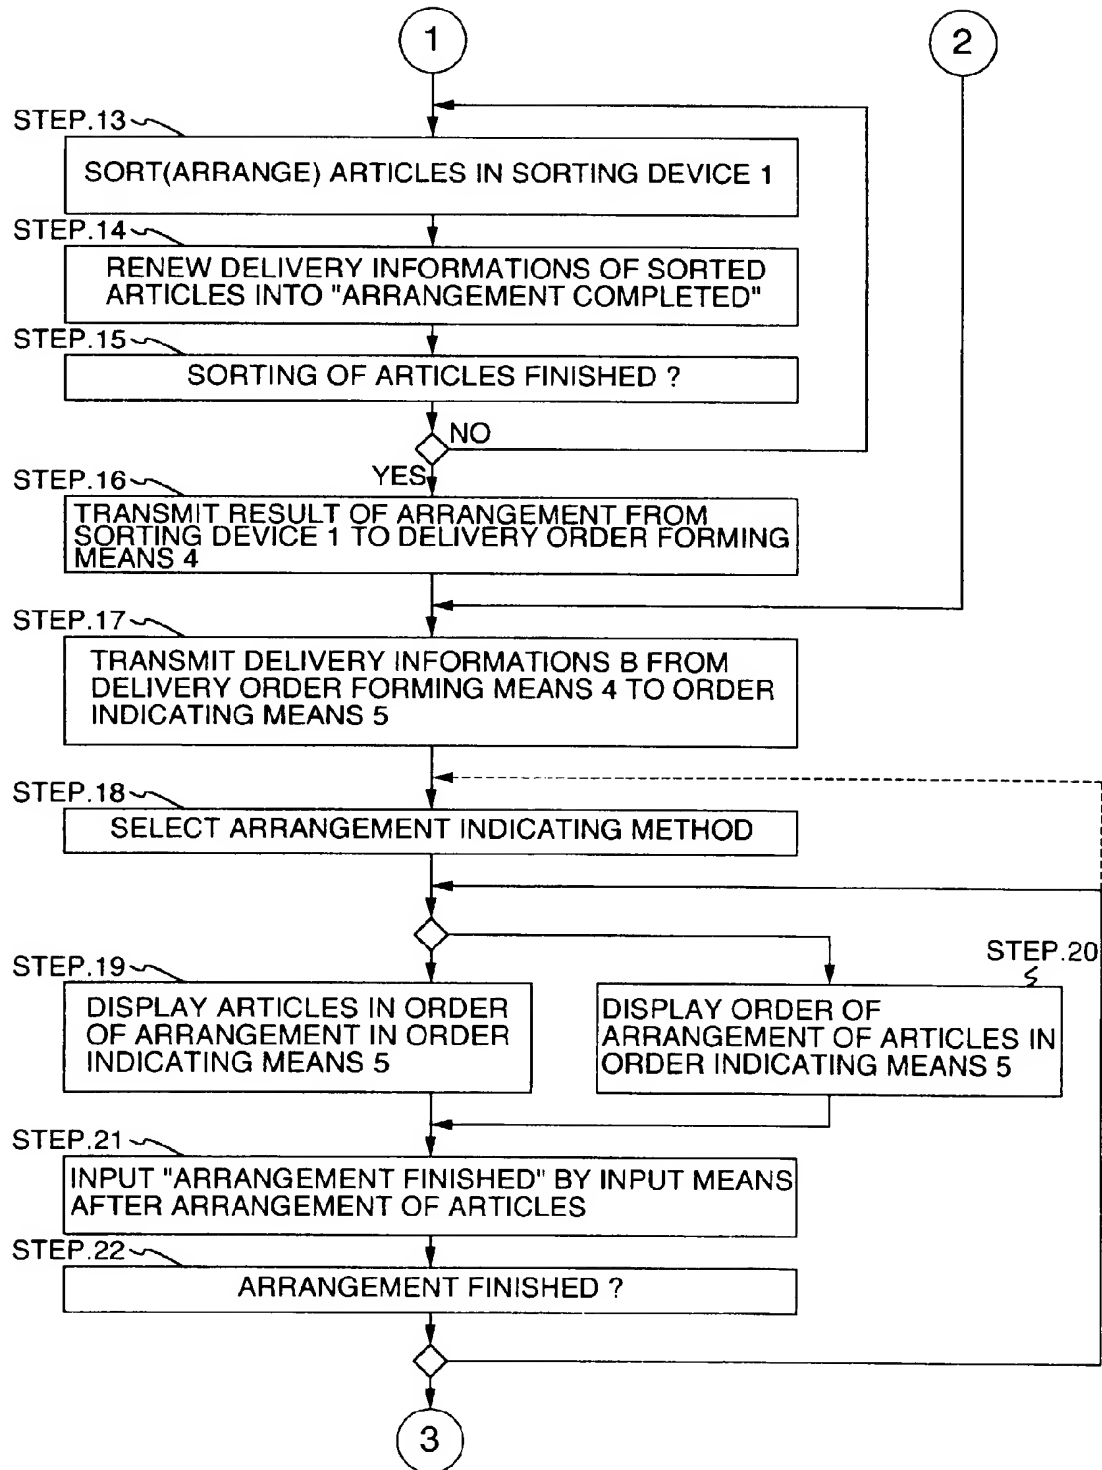 1
2
STEP.13
SORT(ARRANGE) ARTICLES IN SORTING DEVICE 1
STEP.14
RENEW DELIVERY INFORMATIONS OF SORTED
ARTICLES INTO "ARRANGEMENT COMPLETED"
STEP.15
SORTING OF ARTICLES FINISHED ?
NO
YES
STEP.16
TRANSMIT RESULT OF ARRANGEMENT FROM
SORTING DEVICE 1 TO DELIVERY ORDER FORMING
MEANS 4
STEP.17
TRANSMIT DELIVERY INFORMATIONS B FROM
DELIVERY ORDER FORMING MEANS 4 TO ORDER
INDICATING MEANS 5
STEP.18
SELECT ARRANGEMENT INDICATING METHOD
STEP.19
DISPLAY ARTICLES IN ORDER
OF ARRANGEMENT IN ORDER
INDICATING MEANS 5
STEP.20
DISPLAY ORDER OF
ARRANGEMENT OF ARTICLES IN
ORDER INDICATING MEANS 5
STEP.21
INPUT "ARRANGEMENT FINISHED" BY INPUT MEANS
AFTER ARRANGEMENT OF ARTICLES
STEP.22
ARRANGEMENT FINISHED ?
3